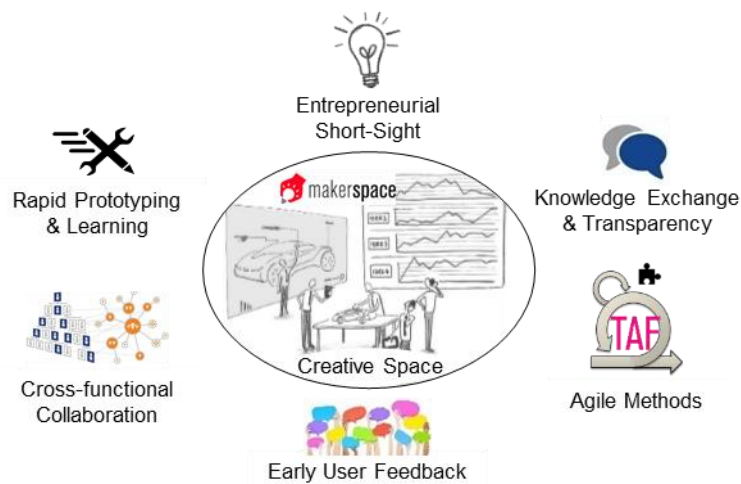 Entrepreneurial
Short-Sight
Rapid Prototyping
& Learning
makerspace
Knowledge Exchange
& Transparency
TAF
Creative Space
Cross-functional
Collaboration
Agile Methods
Early User Feedback